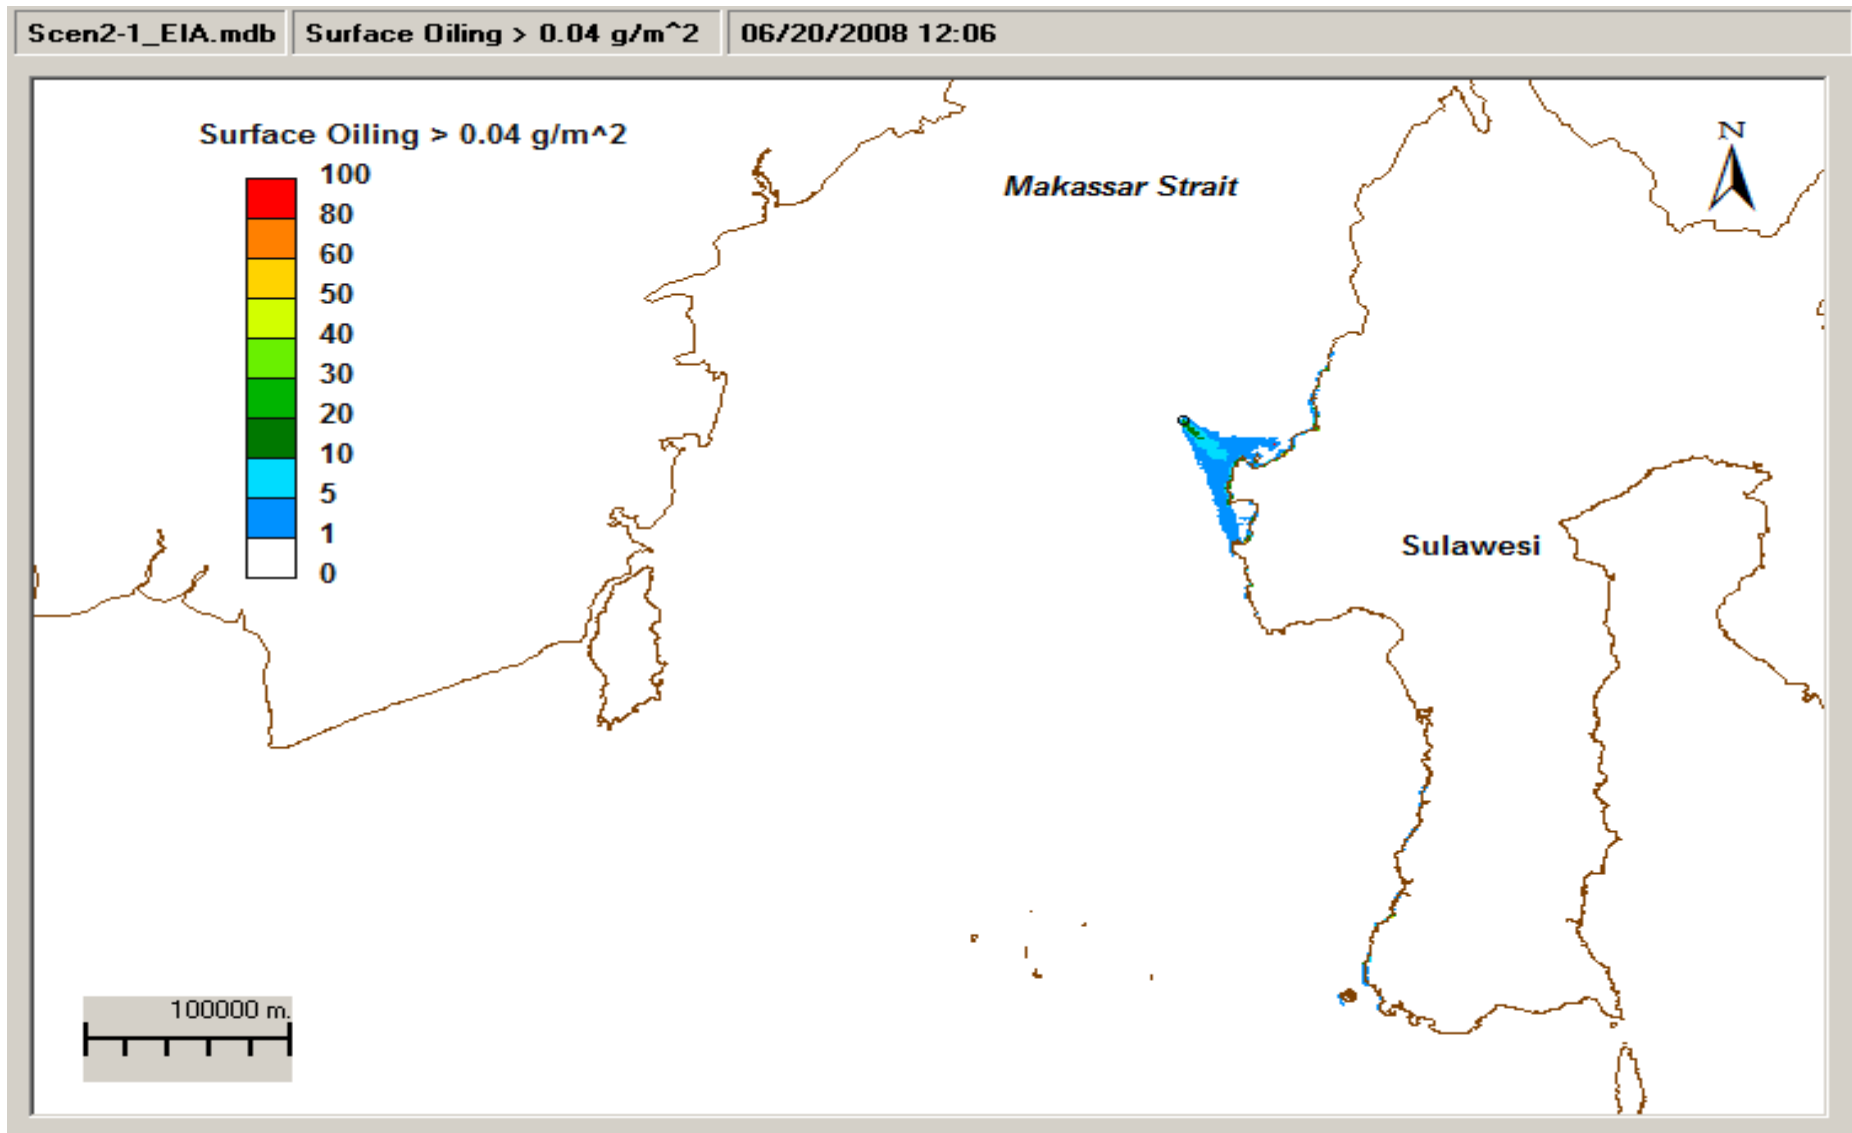 Scen2-1_EIA.mdb Surface Oiling > 0.04 g/m^2 06/20/2008 12:06
Surface Oiling > 0.04 g/m^2
100
80
60
50
40
30
20
10
5
1
0
Makassar Strait
N
Sulawesi
100000 m.